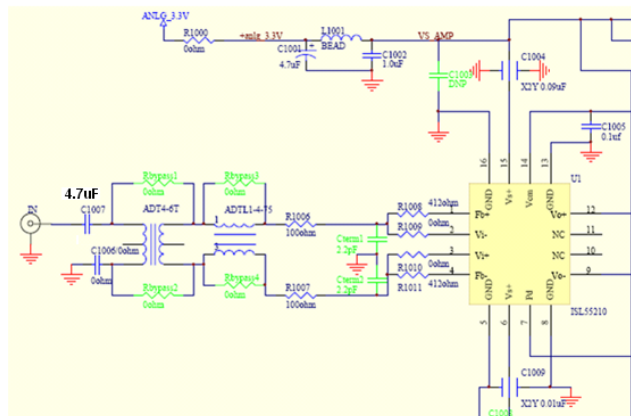 ANLG_3.3V
R1000
0ohm
+anlg_3.3V
L1001
BEAD
VS_AMP
C1001
4.7uF
C1002
1.0uF
C1003
DNP
C1004
X2Y 0.09uF
C1005
0.1uf
16
15
14
13
U1
GND
Vs+
Vcm
GND
IN
4.7uF
C1007
Rbypass1
0ohm
Rbypass3
0ohm
ADT4-6T
ADTL1-4-75
1
2
R1006
100ohm
R1008
412ohm
R1009
0ohm
Cterm1
2.2pF
Cterm2
2.2pF
0ohm
R1010
R1011
412ohm
C1006/0ohm
0ohm
Rbypass2
0ohm
Rbypass4
0ohm
R1007
100ohm
1
Fb+
Vo+
12
2
Vi-
NC
11
3
Vi+
NC
10
4
Fb-
Vo-
9
GND
Vs+
Pd
GND
ISL55210
5
6
7
8
C1009
X2Y 0.01uF